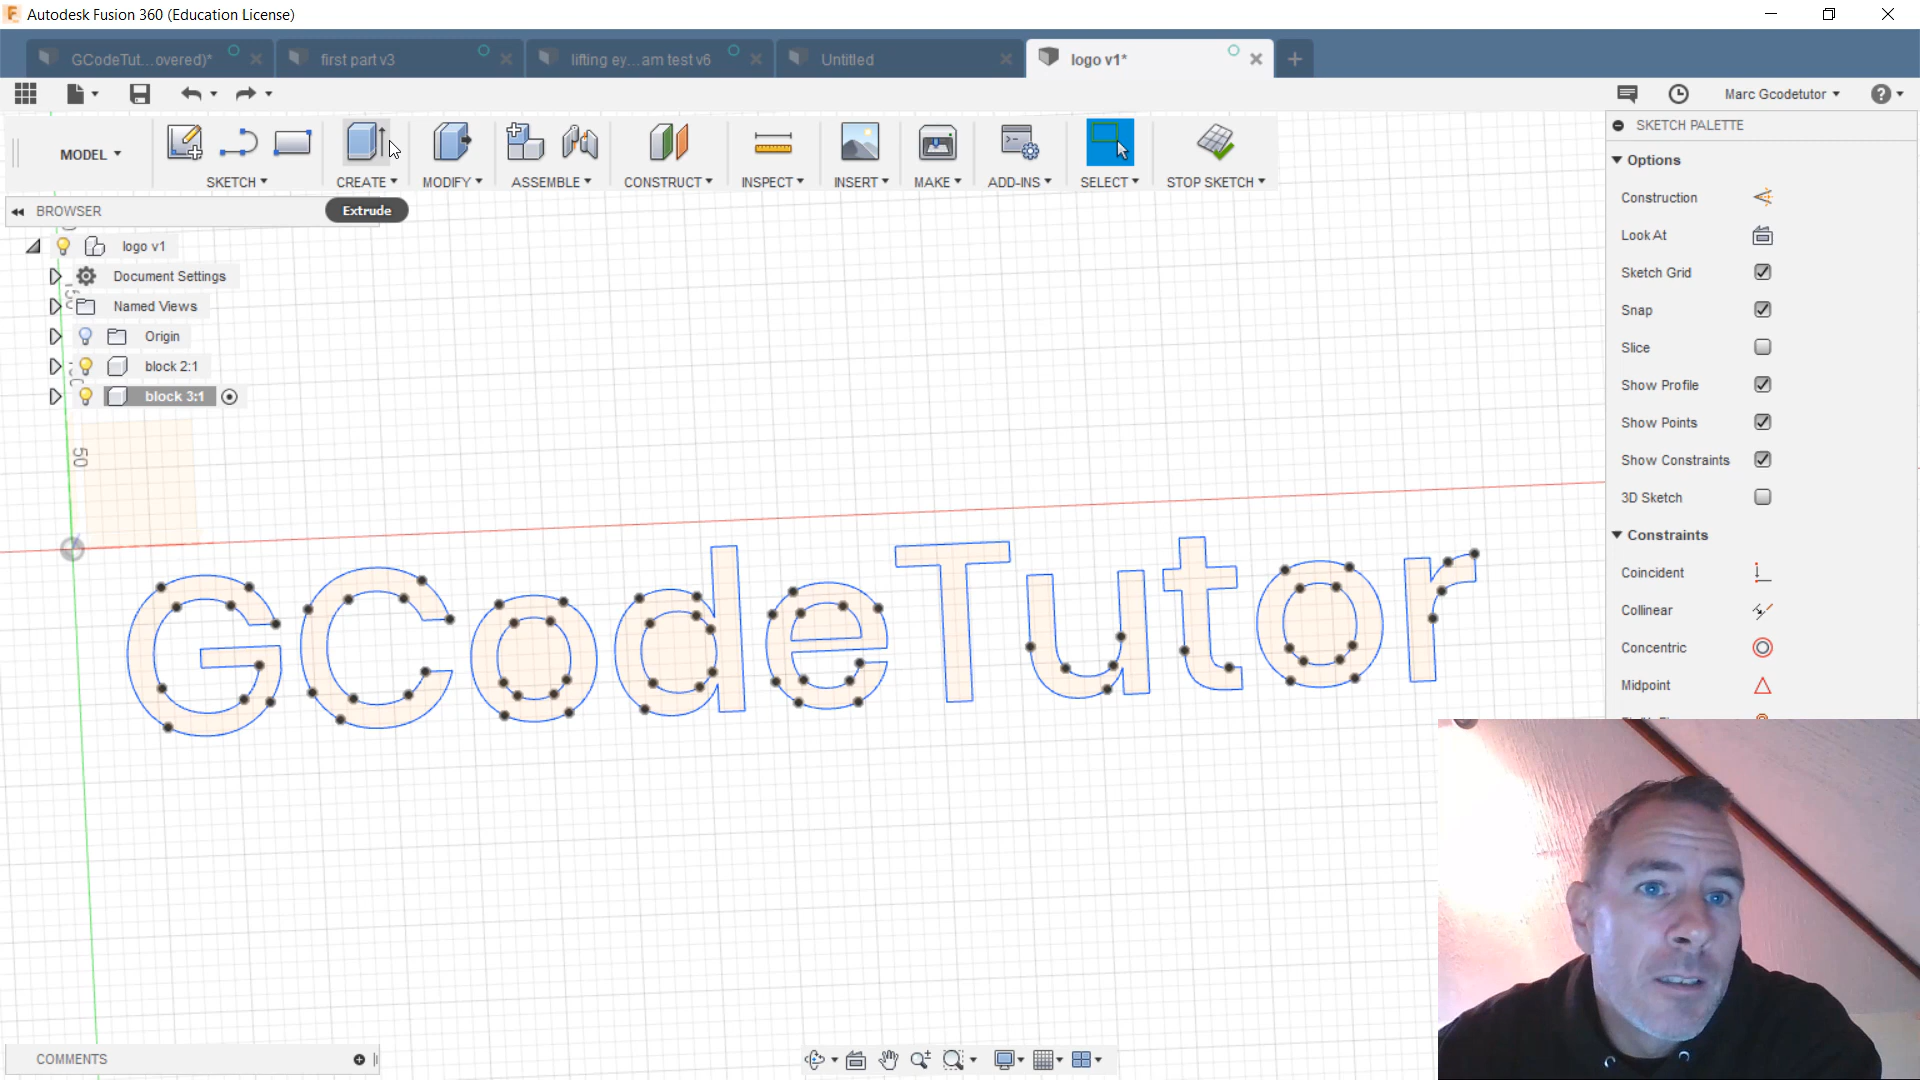 Autodesk Fusion 360 (Education License)
GCodeTut...overed)*
first part v3
lifting ey...am test v6
Untitled
logo v1*
Marc Gcodetutor
MODEL
SKETCH
CREATE
MODIFY
ASSEMBLE
CONSTRUCT
INSPECT
INSERT
MAKE
ADD-INS
SELECT
STOP SKETCH
Extrude
BROWSER
logo v1
Document Settings
Named Views
Origin
block 2:1
block 3:1
50
GCodeTutor
SKETCH PALETTE
Options
Construction
Look At
Sketch Grid
Snap
Slice
Show Profile
Show Points
Show Constraints
3D Sketch
Constraints
Coincident
Collinear
Concentric
Midpoint
COMMENTS